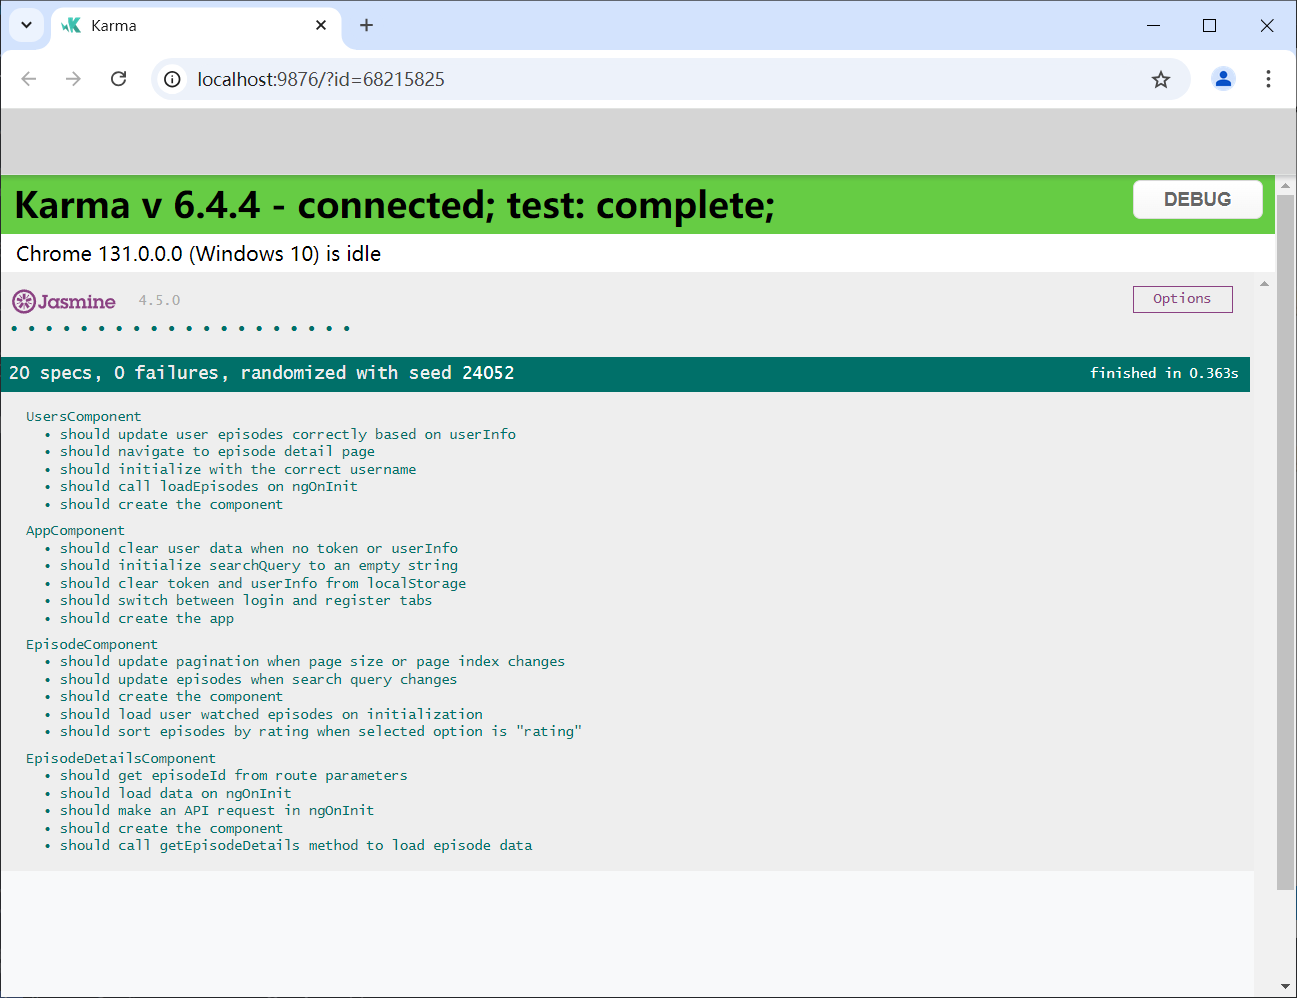 Karma
localhost:9876/?id=68215825
Karma v 6.4.4 - connected; test: complete;
DEBUG
Chrome 131.0.0.0 (Windows 10) is idle
Jasmine 4.5.0
Options
20 specs, 0 failures, randomized with seed 24052
finished in 0.363s
UsersComponent
• should update user episodes correctly based on userInfo
• should navigate to episode detail page
• should initialize with the correct username
• should call loadEpisodes on ngOnInit
• should create the component
AppComponent
• should clear user data when no token or userInfo
• should initialize searchQuery to an empty string
• should clear token and userInfo from localStorage
• should switch between login and register tabs
• should create the app
EpisodeComponent
• should update pagination when page size or page index changes
• should update episodes when search query changes
• should create the component
• should load user watched episodes on initialization
• should sort episodes by rating when selected option is "rating"
EpisodeDetailsComponent
• should get episodeId from route parameters
• should load data on ngOnInit
• should make an API request in ngOnInit
• should create the component
• should call getEpisodeDetails method to load episode data